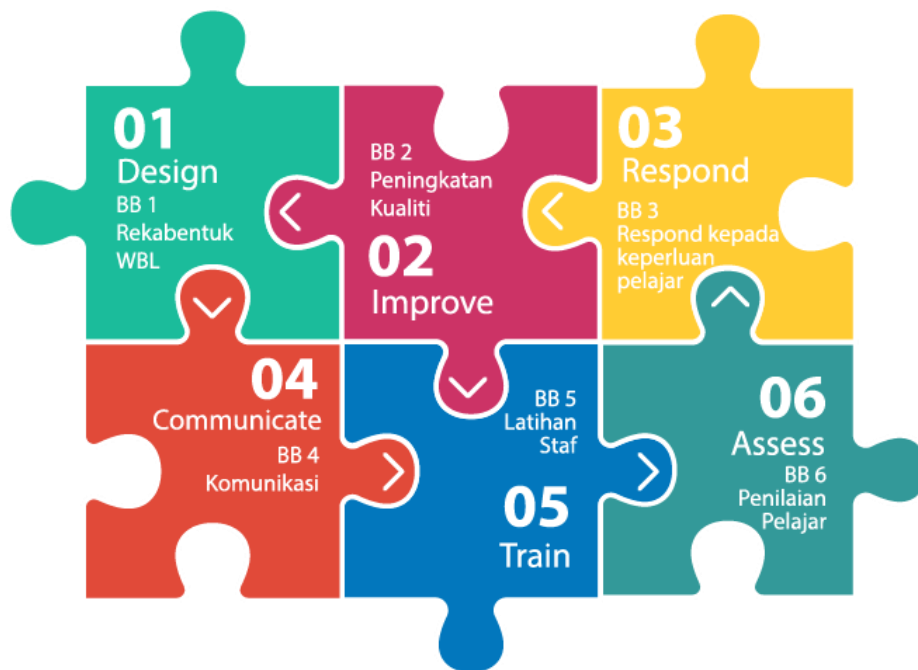 01
Design
BB 1
Rekabentuk
WBL
BB 2
Peningkatan
Kualiti
02
Improve
03
Respond
BB 3
Respond kepada
keperluan
pelajar
04
Communicate
BB 4
Komunikasi
BB 5
Latihan
Staf
05
Train
06
Assess
BB 6
Penilaian
Pelajar